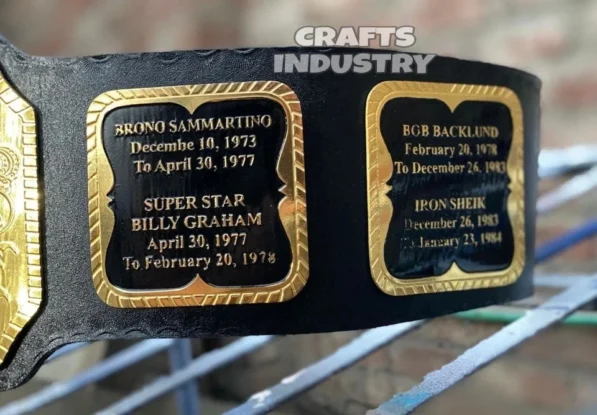 CRAFTS
INDUSTRY
BRONO SAMMARTINO
Decembe 10, 1973
To April 30, 1977
SUPER STAR
BILLY GRAHAM
April 30, 1977
To February 20, 1978
BOB BACKLUND
February 20, 1978
To December 26, 1983
IRON SHEIK
December 26, 1983
To January 23, 1984